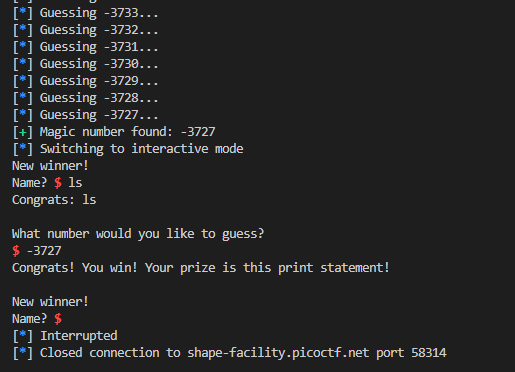 [*] Guessing -3733...
[*] Guessing -3732...
[*] Guessing -3731...
[*] Guessing -3730...
[*] Guessing -3729...
[*] Guessing -3728...
[*] Guessing -3727...
[+] Magic number found: -3727
[*] Switching to interactive mode
New winner!
Name? $ ls
Congrats: ls
What number would you like to guess?
$ -3727
Congrats! You win! Your prize is this print statement!
New winner!
Name? $
[*] Interrupted
[*] Closed connection to shape-facility.picoctf.net port 58314